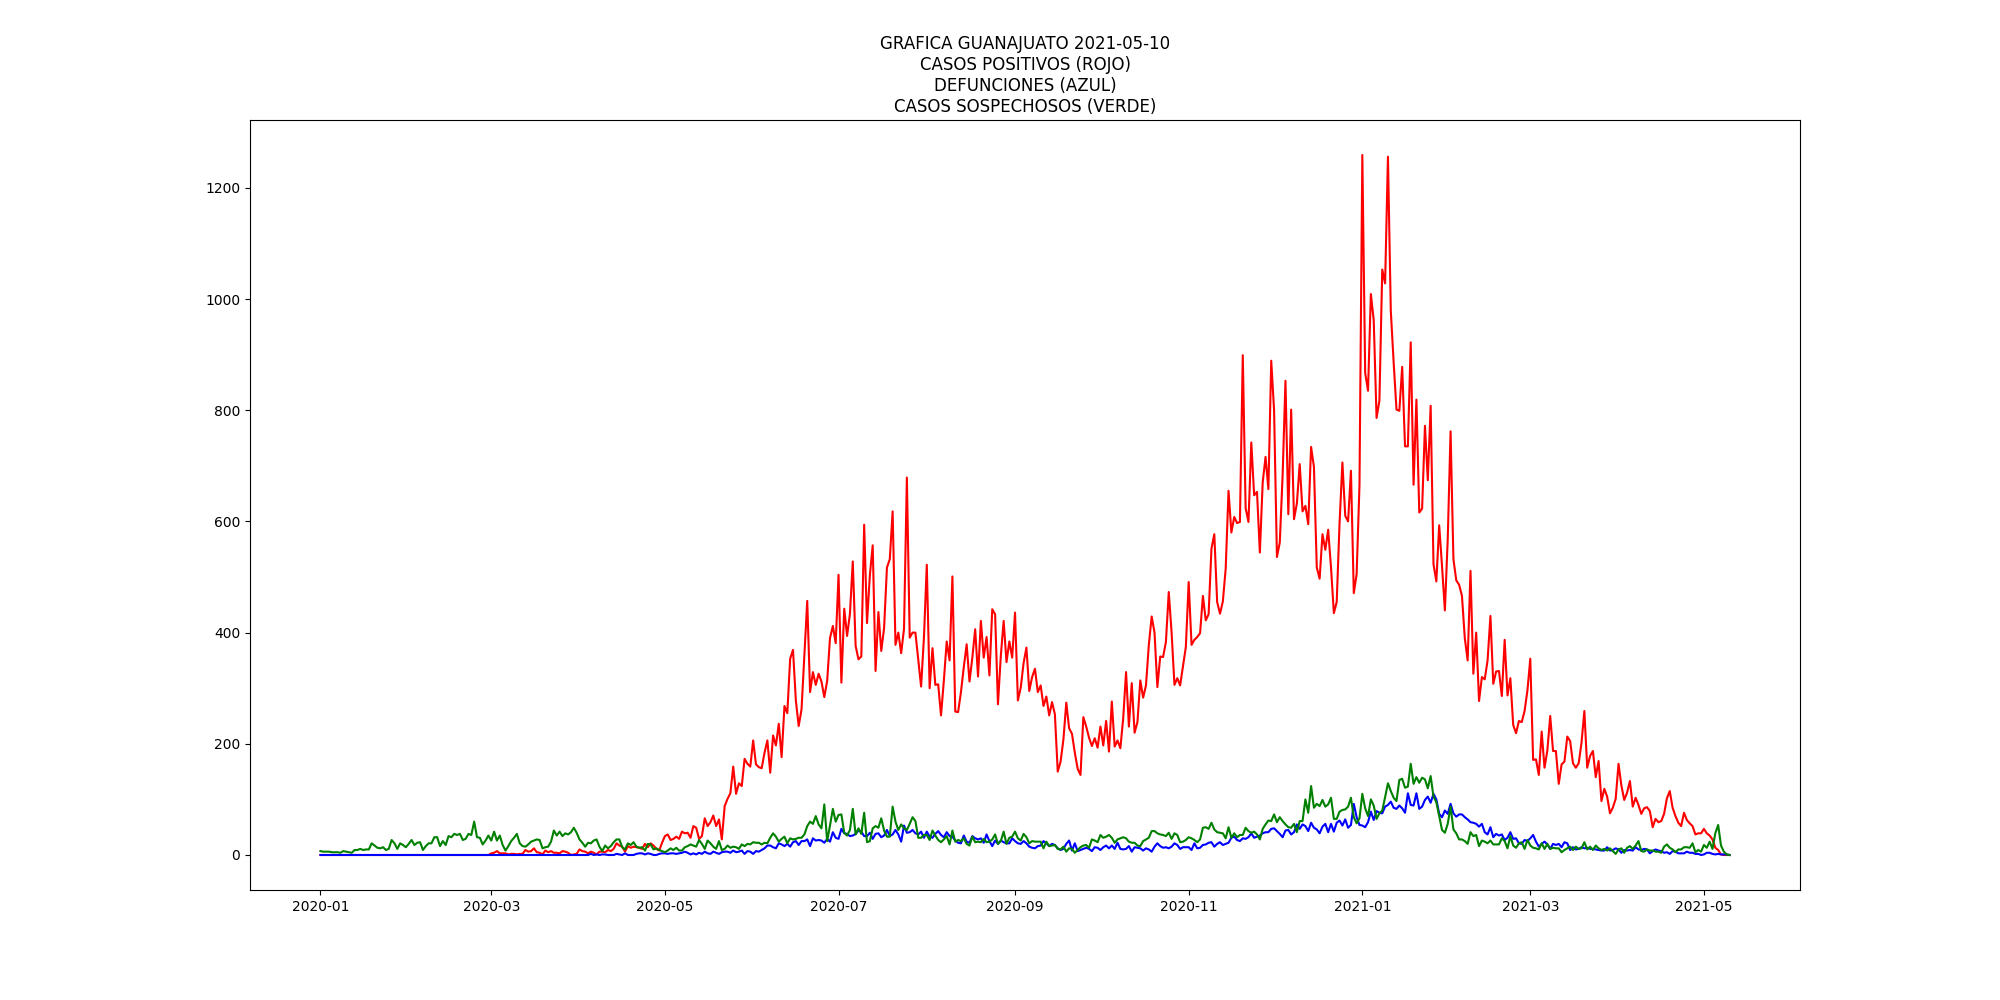 GRAFICA GUANAJUATO 2021-05-10
CASOS POSITIVOS (ROJO)
DEFUNCIONES (AZUL)
CASOS SOSPECHOSOS (VERDE)
1200
1000
800
600
400
200
0
2020-01 2020-03 2020-05 2020-07 2020-09 2020-11 2021-01 2021-03 2021-05